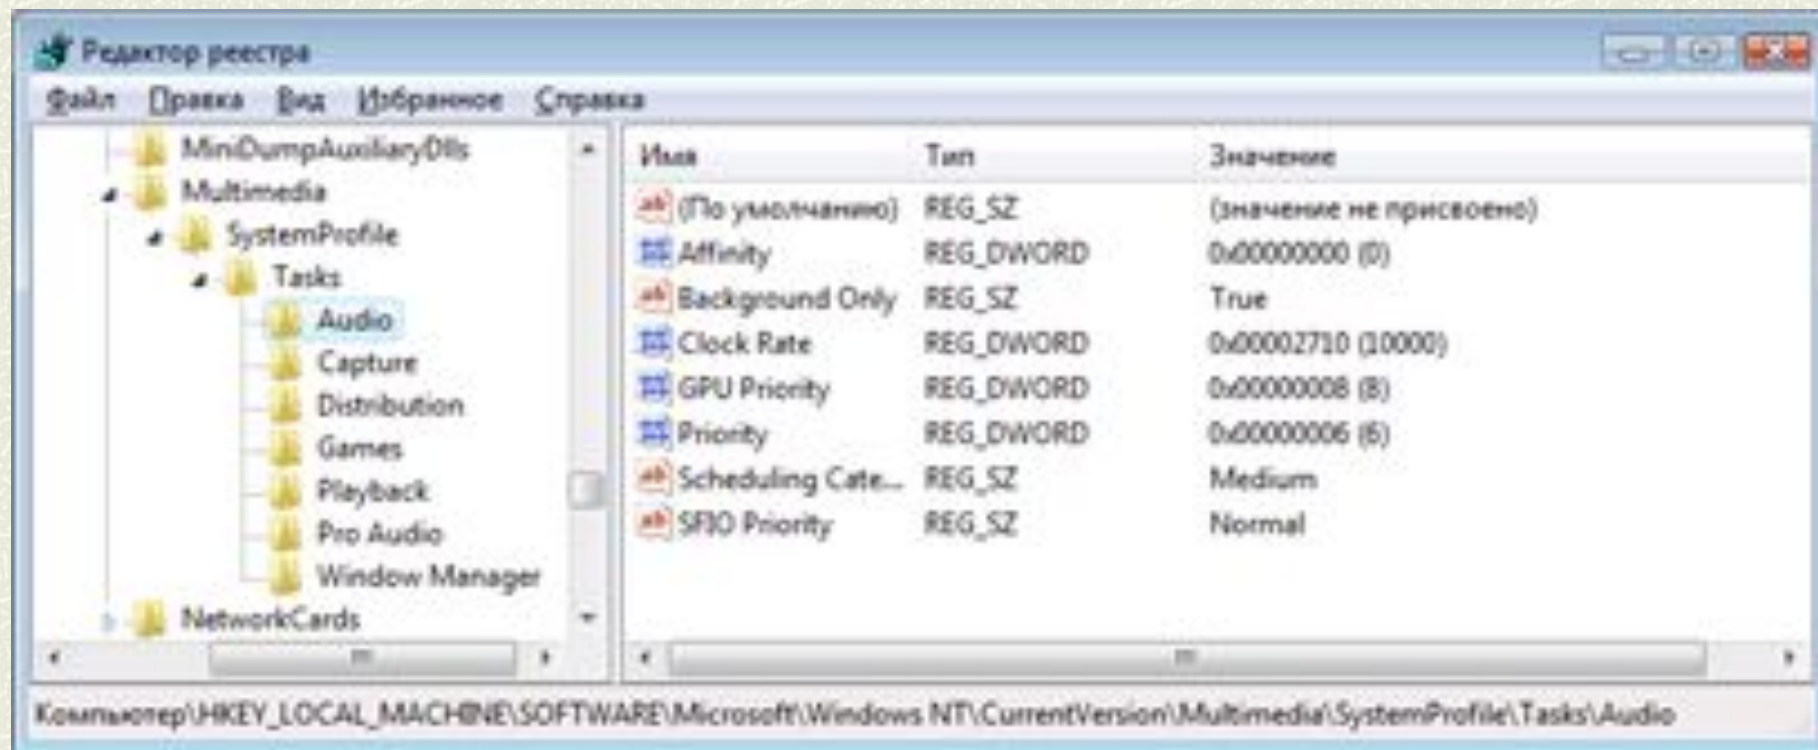 Редактор реестра
Файл Правка Вид Избранное Справка
MiniDumpAuxiliaryDlls
Multimedia
SystemProfile
Tasks
Audio
Capture
Distribution
Games
Playback
Pro Audio
Window Manager
NetworkCards
Имя Тип Значение
(По умолчанию) REG_SZ (значение не присвоено)
Affinity REG_DWORD 0x00000000 (0)
Background Only REG_SZ True
Clock Rate REG_DWORD 0x00002710 (10000)
GPU Priority REG_DWORD 0x00000008 (8)
Priority REG_DWORD 0x00000006 (6)
Scheduling Cate... REG_SZ Medium
SFIO Priority REG_SZ Normal
Компьютер\HKEY_LOCAL_MACHINE\SOFTWARE\Microsoft\Windows NT\CurrentVersion\Multimedia\SystemProfile\Tasks\Audio